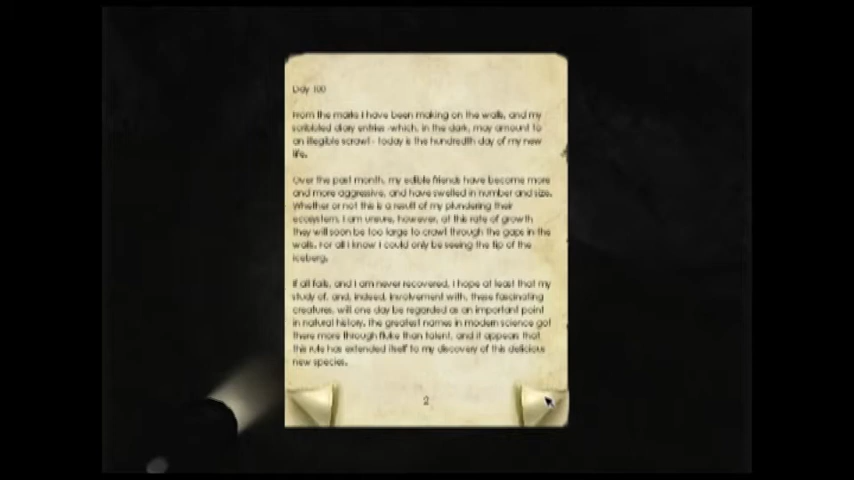 Day 100
From the marks I have been making on the walls, and my
scribbled diary entries -which, in the dark, may amount to
an illegible scrawl - today is the hundredth day of my new
life.
Over the past month, my edible friends have become more
and more aggressive, and have swelled in number and size.
Whether or not the is a result of my plundering their
ecosystem, I am unsure, however, at this rate of growth
they will soon be too large to crawl through the gaps in the
walls. For all I know I could only be seeing the tip of the
iceberg.
If all fails, and I am never recovered, I hope at least that my
study of, and, indeed, involvement with, these fascinating
creatures, will one day be regarded as an important point
in natural history. The greatest names in modern science got
there more through fluke than talent, and it appears that
this rule has extended itself to my discovery of this delicious
new species.
2